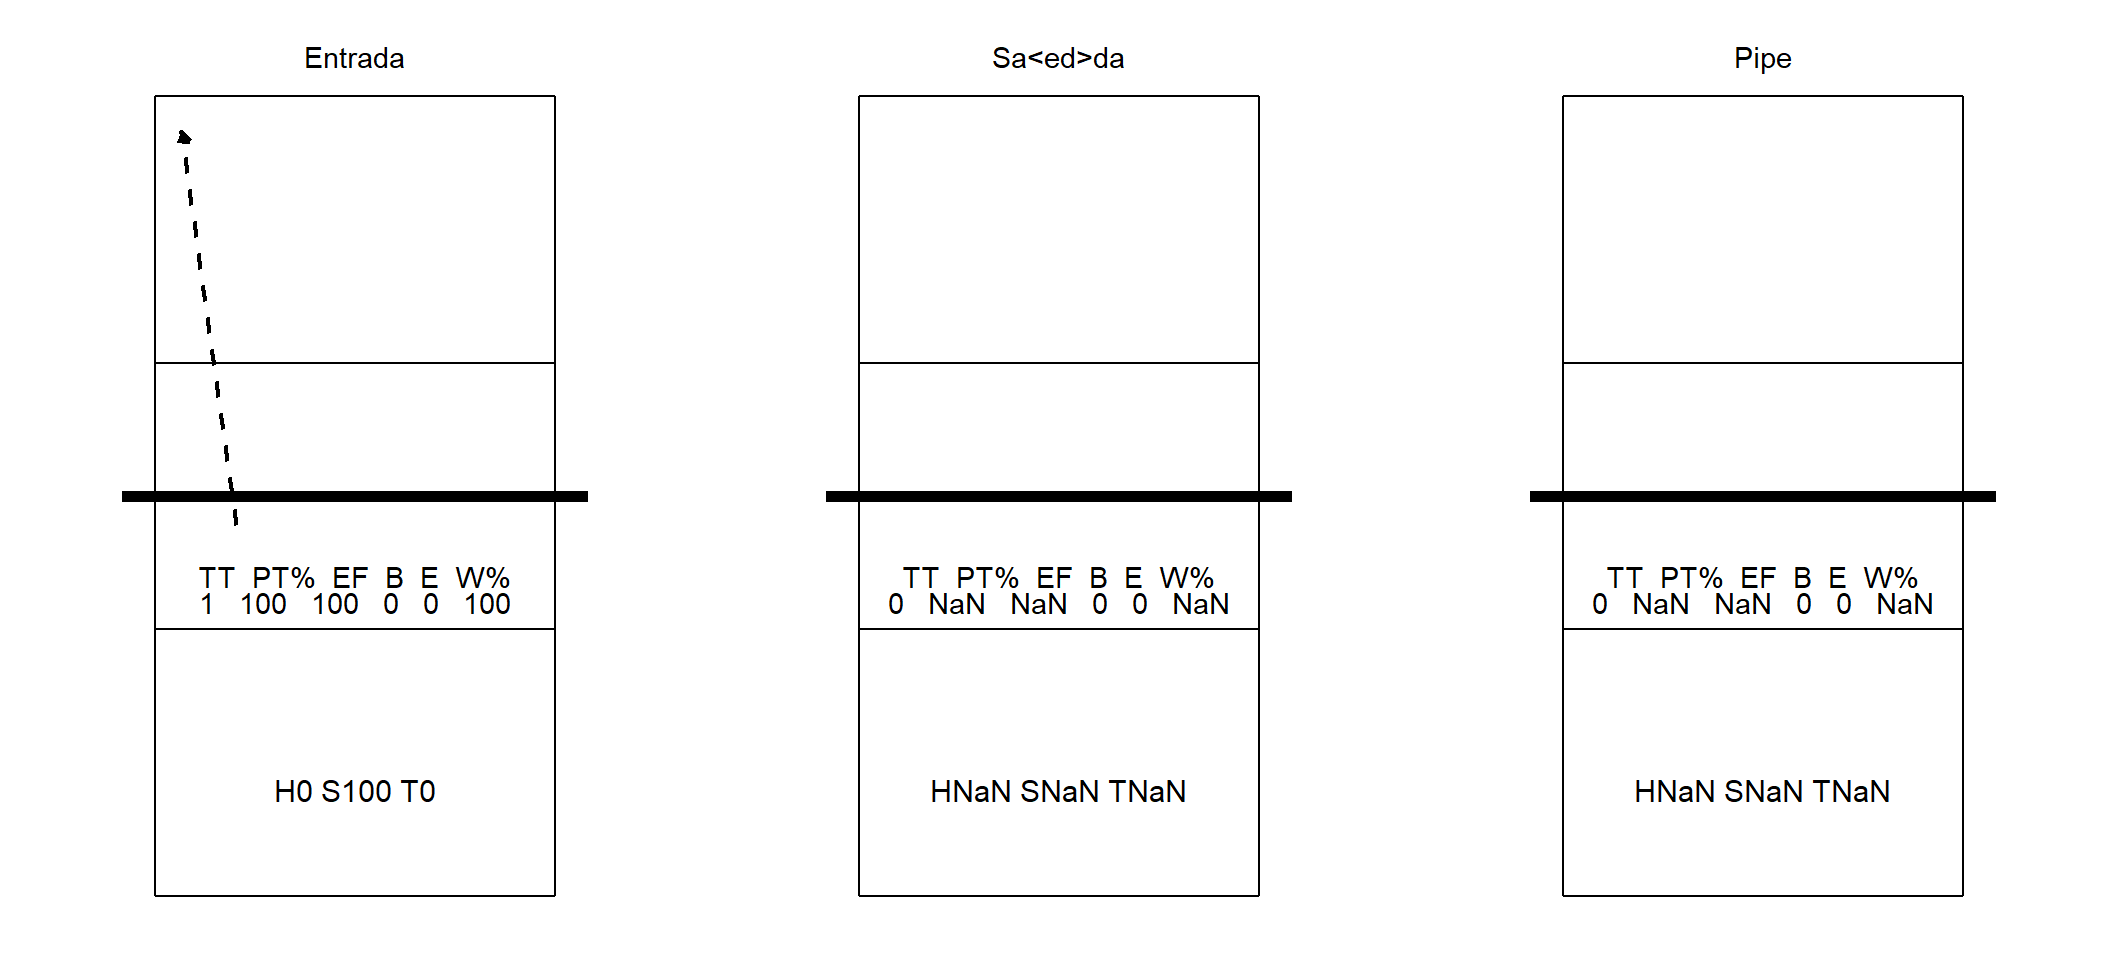 Entrada
TT PT% EF B E W%
1 100 100 0 0 100
H0 S100 T0
Sa<ed>da
TT PT% EF B E W%
0 NaN NaN 0 0 NaN
HNaN SNaN TNaN
Pipe
TT PT% EF B E W%
0 NaN NaN 0 0 NaN
HNaN SNaN TNaN